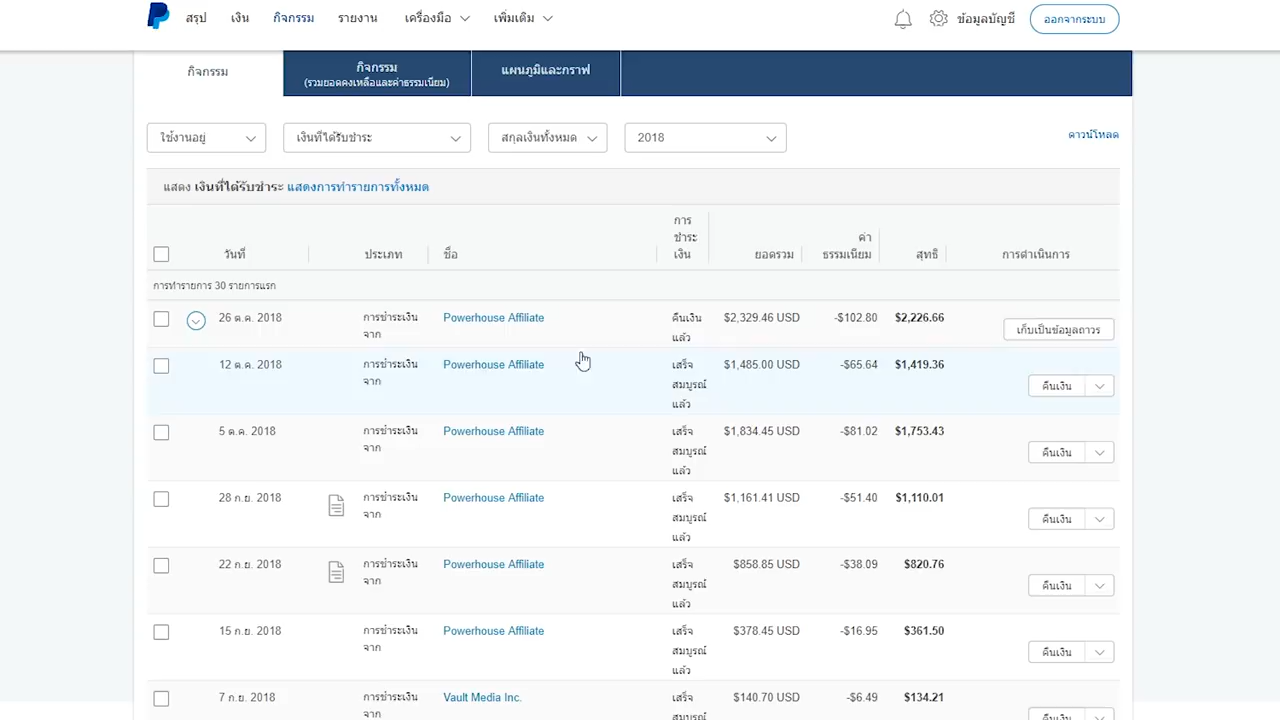 สรุป เงิน กิจกรรม รายงาน เครื่องมือ เพิ่มเติม ข้อมูลบัญชี ออกจากระบบ
กิจกรรม กิจกรรม แผนภูมิและกราฟ
(รวมยอดคงเหลือและค่าธรรมเนียม)
ใช้งานอยู่ เงินที่ได้รับชำระ สกุลเงินทั้งหมด 2018 ดาวน์โหลด
แสดง เงินที่ได้รับชำระ แสดงการทำรายการทั้งหมด
วันที่ ประเภท ชื่อ การชำระเงิน ยอดรวม ค่าธรรมเนียม สุทธิ การดำเนินการ
การทำรายการ 30 รายการแรก
26 ต.ค. 2018 การชำระเงินจาก Powerhouse Affiliate คืนเงินแล้ว $2,329.46 USD -$102.80 $2,226.66 เก็บเป็นข้อมูลถาวร
12 ต.ค. 2018 การชำระเงินจาก Powerhouse Affiliate เสร็จสมบูรณ์แล้ว $1,485.00 USD -$65.64 $1,419.36 คืนเงิน
5 ต.ค. 2018 การชำระเงินจาก Powerhouse Affiliate เสร็จสมบูรณ์แล้ว $1,834.45 USD -$81.02 $1,753.43 คืนเงิน
28 ก.ย. 2018 การชำระเงินจาก Powerhouse Affiliate เสร็จสมบูรณ์แล้ว $1,161.41 USD -$51.40 $1,110.01 คืนเงิน
22 ก.ย. 2018 การชำระเงินจาก Powerhouse Affiliate เสร็จสมบูรณ์แล้ว $858.85 USD -$38.09 $820.76 คืนเงิน
15 ก.ย. 2018 การชำระเงินจาก Powerhouse Affiliate เสร็จสมบูรณ์แล้ว $378.45 USD -$16.95 $361.50 คืนเงิน
7 ก.ย. 2018 การชำระเงินจาก Vault Media Inc. เสร็จสมบูรณ์ $140.70 USD -$6.49 $134.21 คืนเงิน